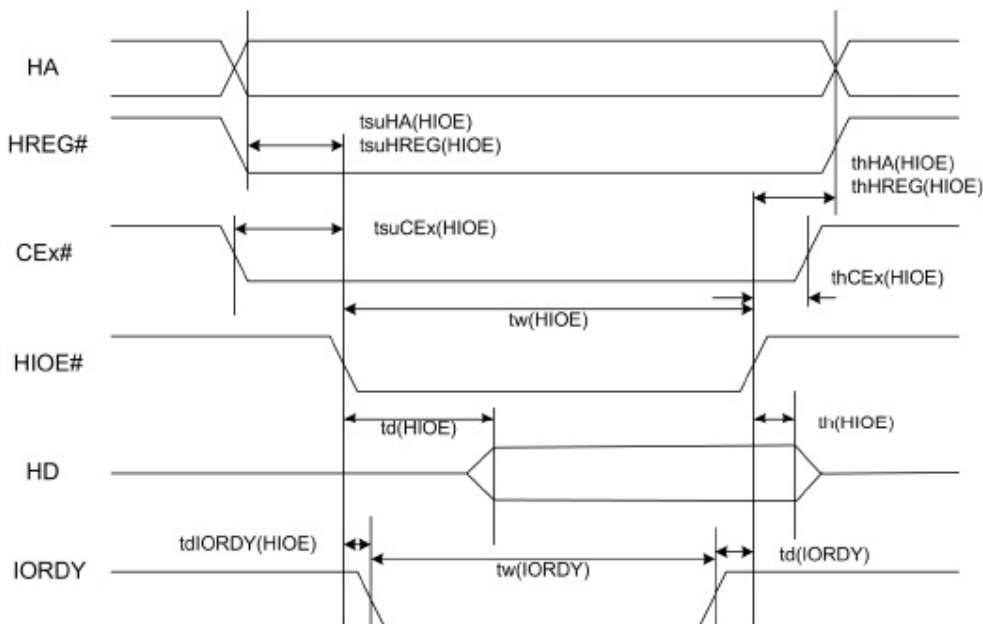 HA
HREG#
tsuHA(HIOE)
tsuHREG(HIOE)
thHA(HIOE)
thHREG(HIOE)
CEx#
tsuCEx(HIOE)
thCEx(HIOE)
tw(HIOE)
HIOE#
td(HIOE)
th(HIOE)
HD
tdIORDY(HIOE)
tw(IORDY)
td(IORDY)
IORDY